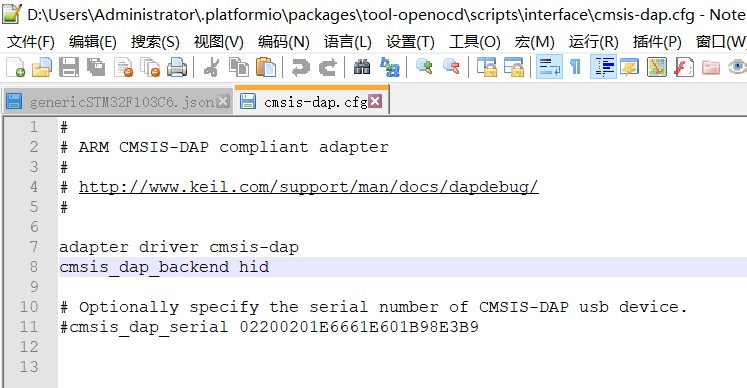 D:\Users\Administrator\.platformio\packages\tool-openocd\scripts\interface\cmsis-dap.cfg - Note
文件(F) 编辑(E) 搜索(S) 视图(V) 编码(N) 语言(L) 设置(T) 工具(O) 宏(M) 运行(R) 插件(P) 窗口(W)
genericSTM32F103C6.json cmsis-dap.cfg
1 #
2 # ARM CMSIS-DAP compliant adapter
3 #
4 # http://www.keil.com/support/man/docs/dapdebug/
5 #
6
7 adapter driver cmsis-dap
8 cmsis_dap_backend hid
9
10 # Optionally specify the serial number of CMSIS-DAP usb device.
11 #cmsis_dap_serial 02200201E6661E601B98E3B9
12
13